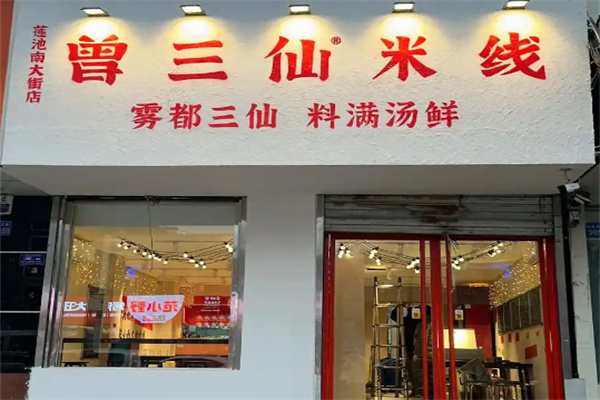 莲池南大街店
曾三仙®米线
雾都三仙 料满汤鲜